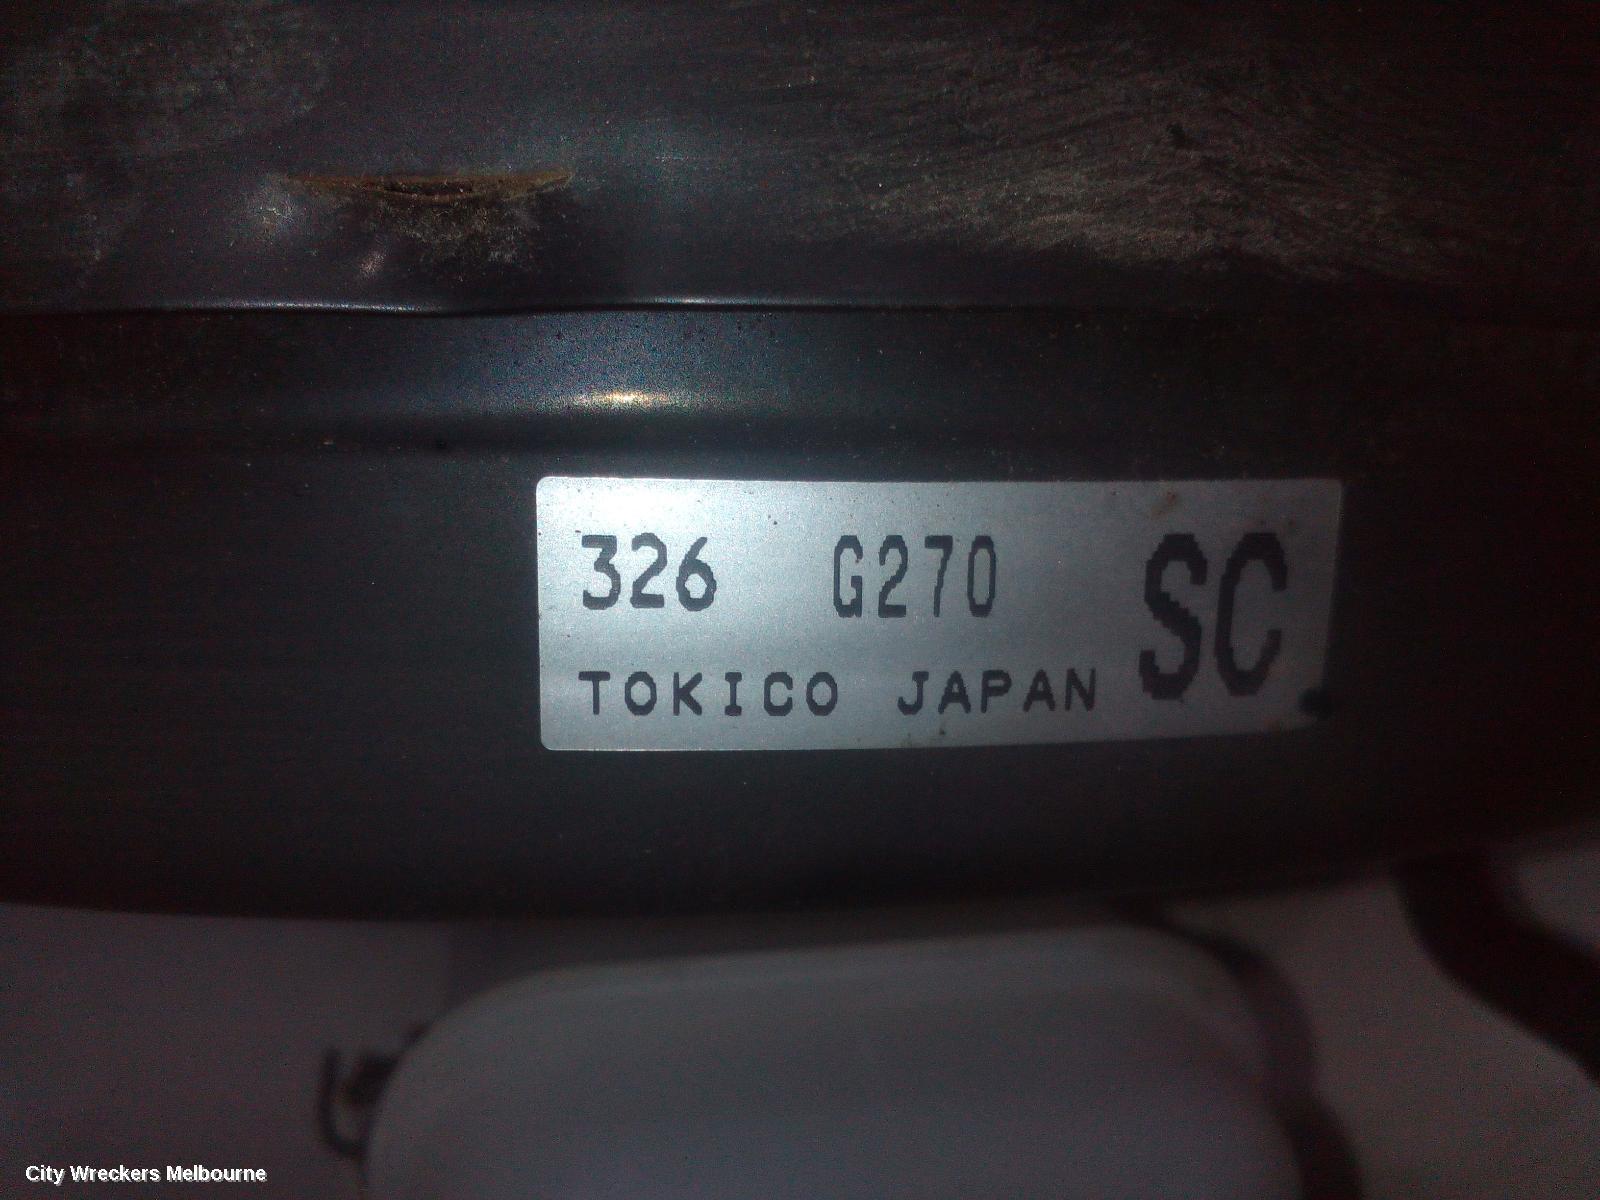 326 G270 SC
TOKICO JAPAN
City Wreckers Melbourne